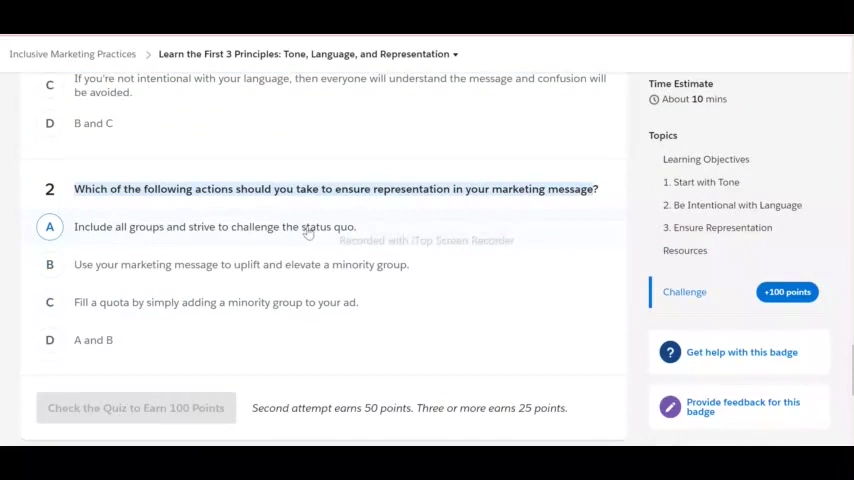 Inclusive Marketing Practices > Learn the First 3 Principles: Tone, Language, and Representation
C If you're not intentional with your language, then everyone will understand the message and confusion will
be avoided.
D B and C
2 Which of the following actions should you take to ensure representation in your marketing message?
A Include all groups and strive to challenge the status quo.
Recorded with iTop Screen Recorder
B Use your marketing message to uplift and elevate a minority group.
C Fill a quota by simply adding a minority group to your ad.
D A and B
Check the Quiz to Earn 100 Points Second attempt earns 50 points. Three or more earns 25 points.
Time Estimate
About 10 mins
Topics
Learning Objectives
1. Start with Tone
2. Be Intentional with Language
3. Ensure Representation
Resources
Challenge +100 points
? Get help with this badge
Provide feedback for this
badge